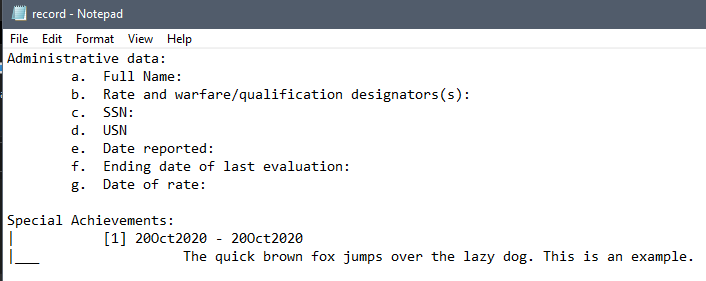 record - Notepad
File Edit Format View Help
Administrative data:
a. Full Name:
b. Rate and warfare/qualification designators(s):
c. SSN:
d. USN
e. Date reported:
f. Ending date of last evaluation:
g. Date of rate:
Special Achievements:
| [1] 20Oct2020 - 20Oct2020
|___ The quick brown fox jumps over the lazy dog. This is an example.